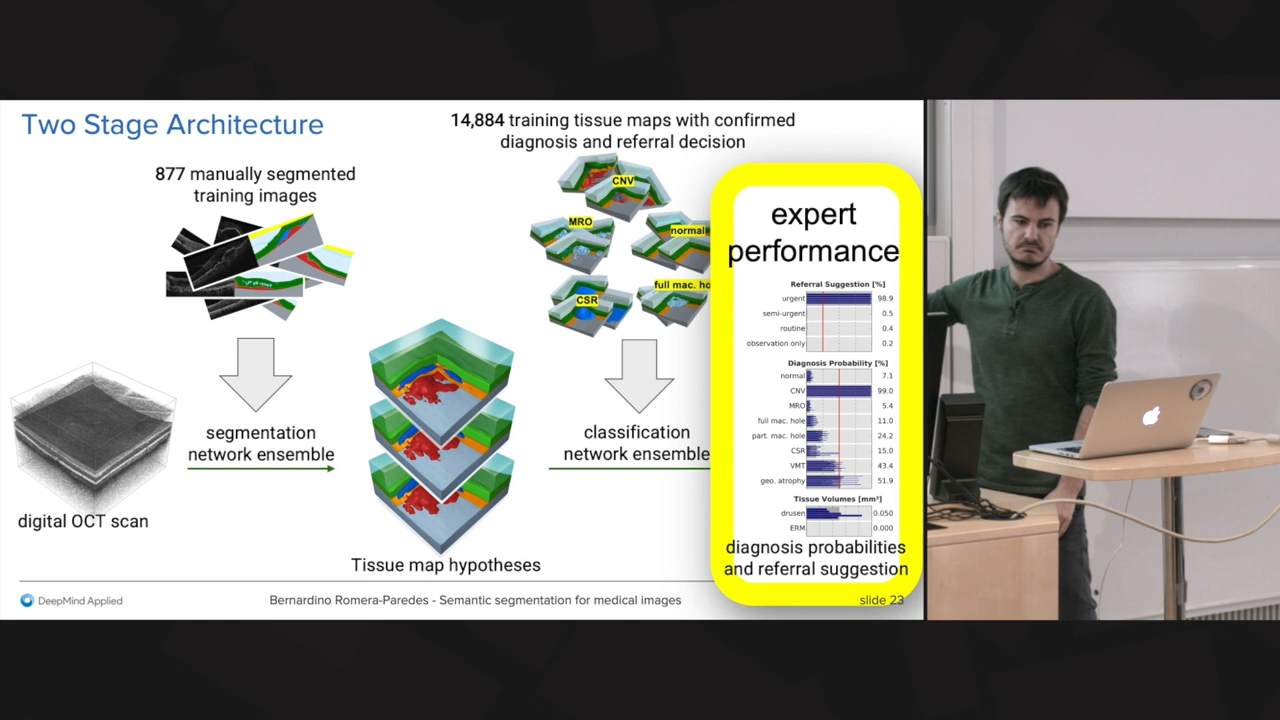 Two Stage Architecture
14,884 training tissue maps with confirmed
diagnosis and referral decision
877 manually segmented
training images
CNV
MRO
normal
full mac. ho
CSR
segmentation
network ensemble
classification
network ensemble
digital OCT scan
Tissue map hypotheses
expert
performance
Referral Suggestion [%]
urgent 98.9
semi-urgent 0.5
routine 0.4
observation only 0.2
Diagnosis Probability [%]
normal 7.1
CNV 99.0
MRO 5.4
full mac. hole 11.0
part. mac. hole 24.2
CSR 15.0
VMT 43.4
geo. atrophy 51.9
Tissue Volumes [mm³]
drusen 0.050
ERM 0.000
diagnosis probabilities
and referral suggestion
DeepMind Applied
Bernardino Romera-Paredes - Semantic segmentation for medical images
slide 23